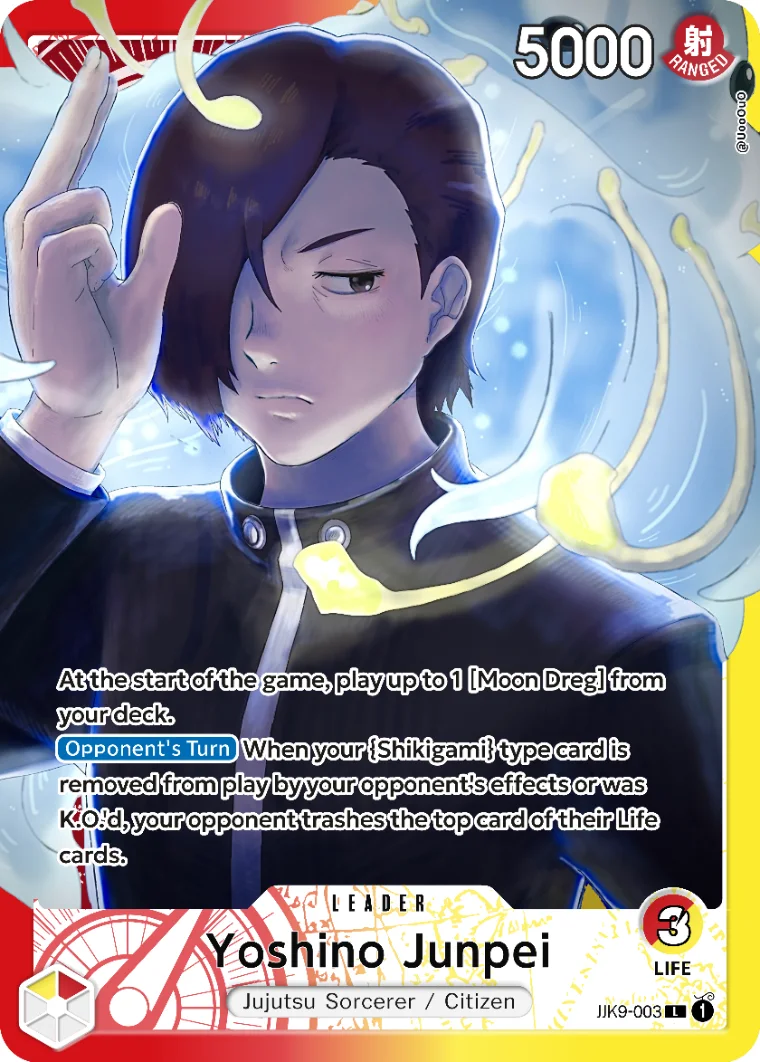 5000
射
RANGED
@uooouO
At the start of the game, play up to 1 [Moon Dreg] from
your deck.
Opponent's Turn When your {Shikigami} type card is
removed from play by your opponent's effects or was
K.O.'d, your opponent trashes the top card of their Life
cards.
LEADER
Yoshino Junpei
3
LIFE
Jujutsu Sorcerer / Citizen
JJK9-003 L 1